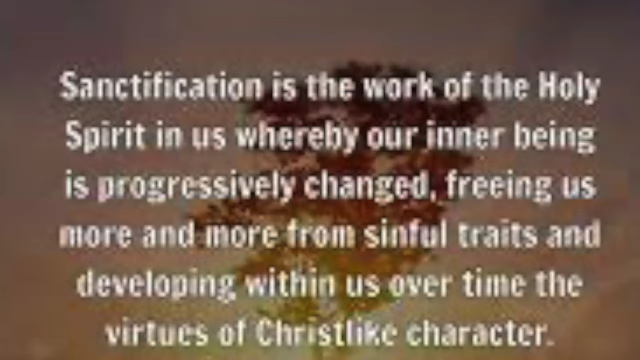 Sanctification is the work of the Holy
Spirit in us whereby our inner being
is progressively changed, freeing us
more and more from sinful traits and
developing within us over time the
virtues of Christlike character.